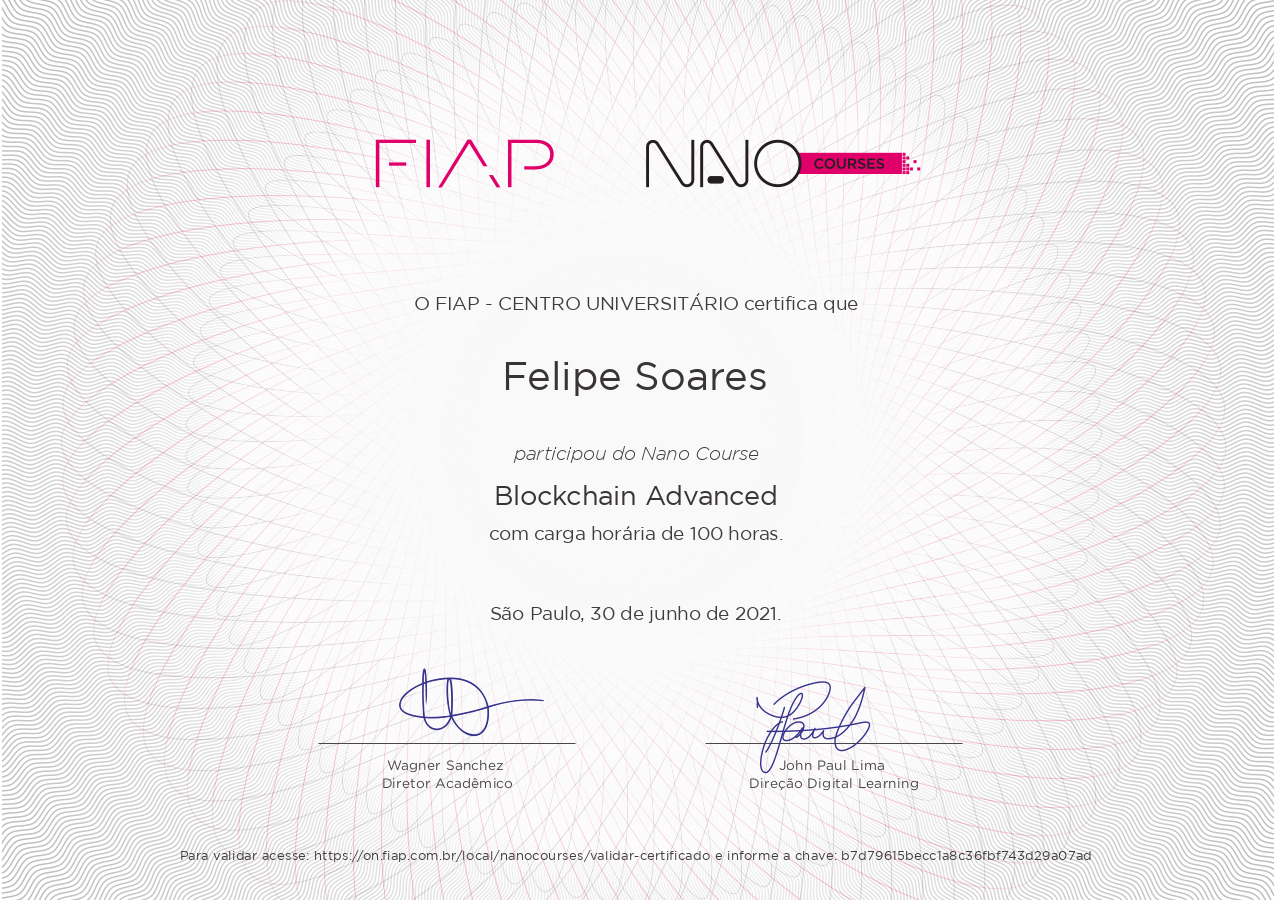 FIAP NANO COURSES
O FIAP - CENTRO UNIVERSITÁRIO certifica que
Felipe Soares
participou do Nano Course
Blockchain Advanced
com carga horária de 100 horas.
São Paulo, 30 de junho de 2021.
Wagner Sanchez
Diretor Acadêmico
John Paul Lima
Direção Digital Learning
Para validar acesse: https://on.fiap.com.br/local/nanocourses/validar-certificado e informe a chave: b7d79615becc1a8c36fbf743d29a07ad